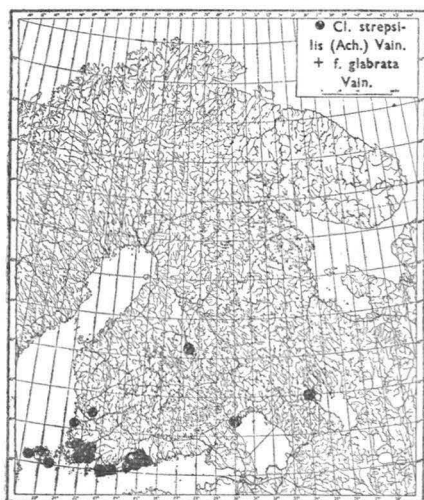 ● Cl. strepsi-
lis (Ach.) Vain.
+ f. glabrata
Vain.